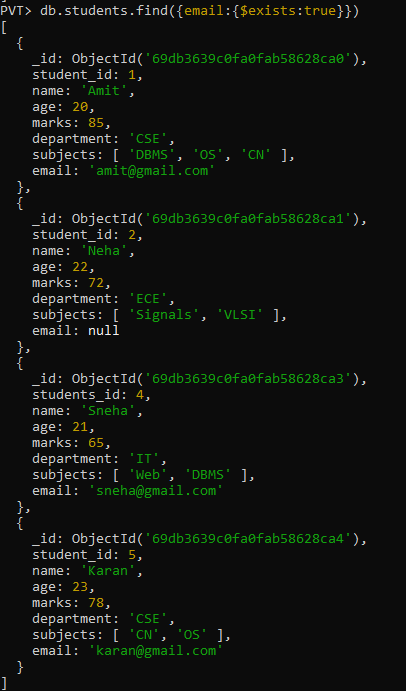 PVT> db.students.find({email:{$exists:true}})
[
  {
    _id: ObjectId('69db3639c0fa0fab58628ca0'),
    student_id: 1,
    name: 'Amit',
    age: 20,
    marks: 85,
    department: 'CSE',
    subjects: [ 'DBMS', 'OS', 'CN' ],
    email: 'amit@gmail.com'
  },
  {
    _id: ObjectId('69db3639c0fa0fab58628ca1'),
    student_id: 2,
    name: 'Neha',
    age: 22,
    marks: 72,
    department: 'ECE',
    subjects: [ 'Signals', 'VLSI' ],
    email: null
  },
  {
    _id: ObjectId('69db3639c0fa0fab58628ca3'),
    students_id: 4,
    name: 'Sneha',
    age: 21,
    marks: 65,
    department: 'IT',
    subjects: [ 'Web', 'DBMS' ],
    email: 'sneha@gmail.com'
  },
  {
    _id: ObjectId('69db3639c0fa0fab58628ca4'),
    student_id: 5,
    name: 'Karan',
    age: 23,
    marks: 78,
    department: 'CSE',
    subjects: [ 'CN', 'OS' ],
    email: 'karan@gmail.com'
  }
]